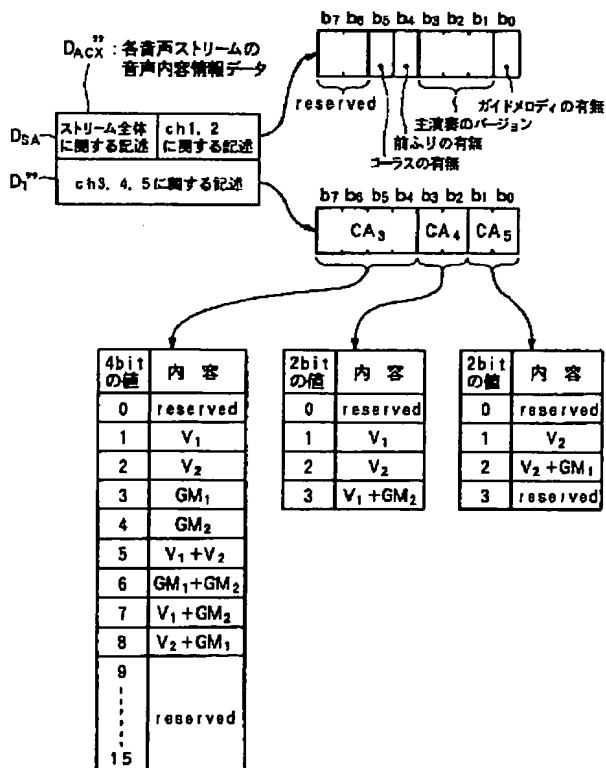 DACX'' : 各音声ストリームの
音声内容情報データ
b7 b6 b5 b4 b3 b2 b1 b0
reserved
ガイドメロディの有無
主演奏のバージョン
前ふりの有無
コーラスの有無
DSA
ストリーム全体
に関する記述
ch1, 2
に関する記述
D1''
ch3, 4, 5に関する記述
b7 b6 b5 b4 b3 b2 b1 b0
CA3 CA4 CA5
4bit
の値
内 容
0 reserved
1 V1
2 V2
3 GM1
4 GM2
5 V1+V2
6 GM1+GM2
7 V1+GM2
8 V2+GM1
9
15
reserved
2bit
の値
内 容
0 reserved
1 V1
2 V2
3 V1+GM2
2bit
の値
内 容
0 reserved
1 V2
2 V2+GM1
3 reserved